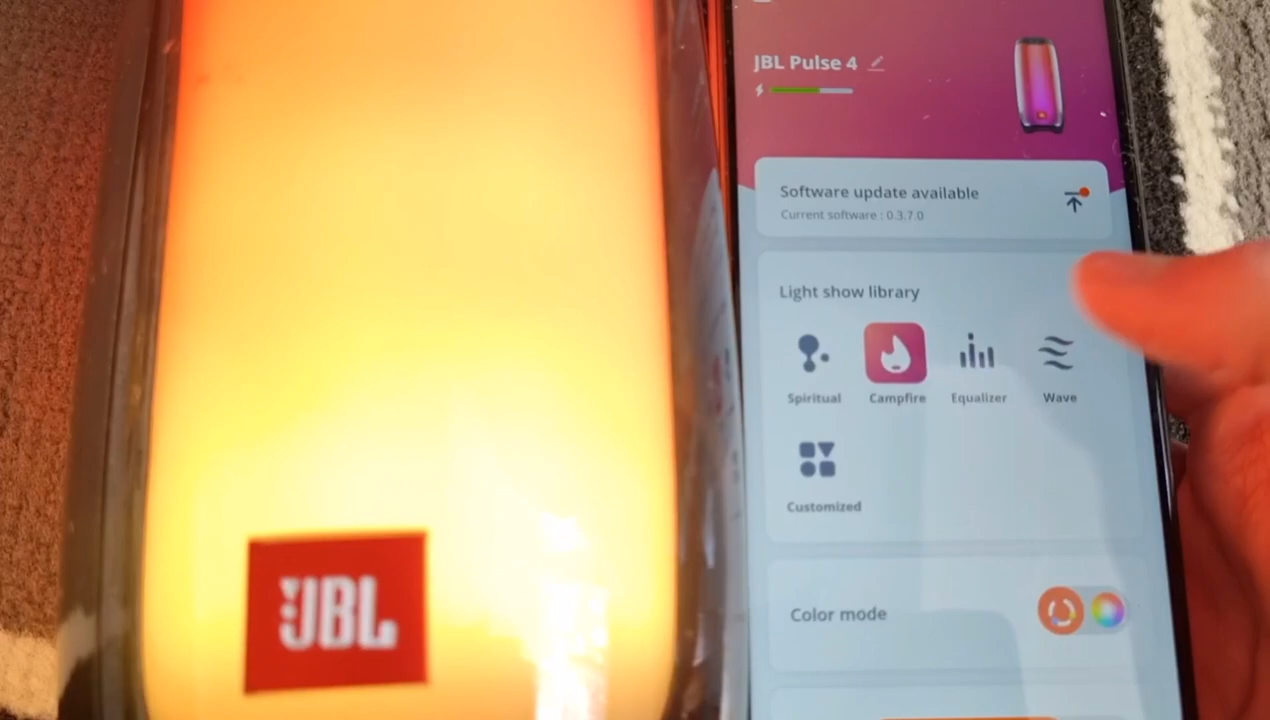 JBL Pulse 4
Software update available
Current software : 0.3.7.0
Light show library
Spiritual
Campfire
Equalizer
Wave
Customized
Color mode
JBL